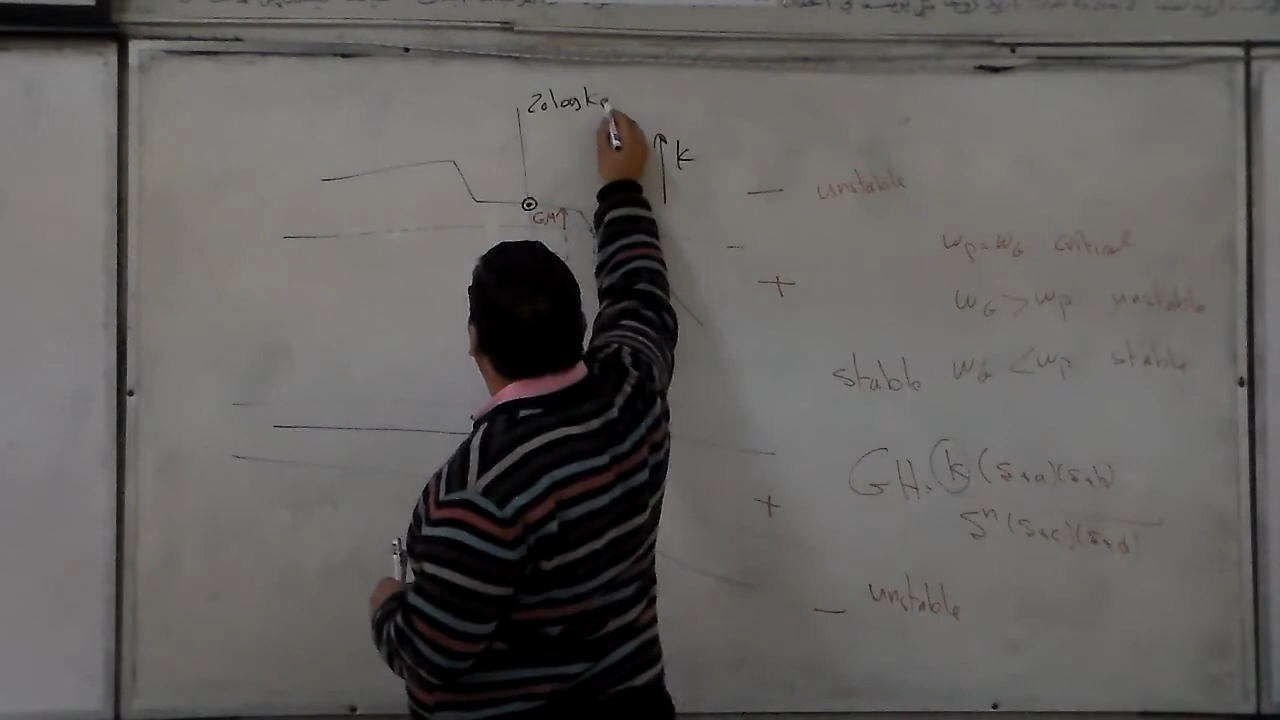 20logk
K
GM
— unstable
-
+
ωp=ωG critical
ωG > ωp unstable
stable ωG < ωp stable
GH = K(s+a)(s+b)
S^n(s+c)(s+d)
+
— unstable